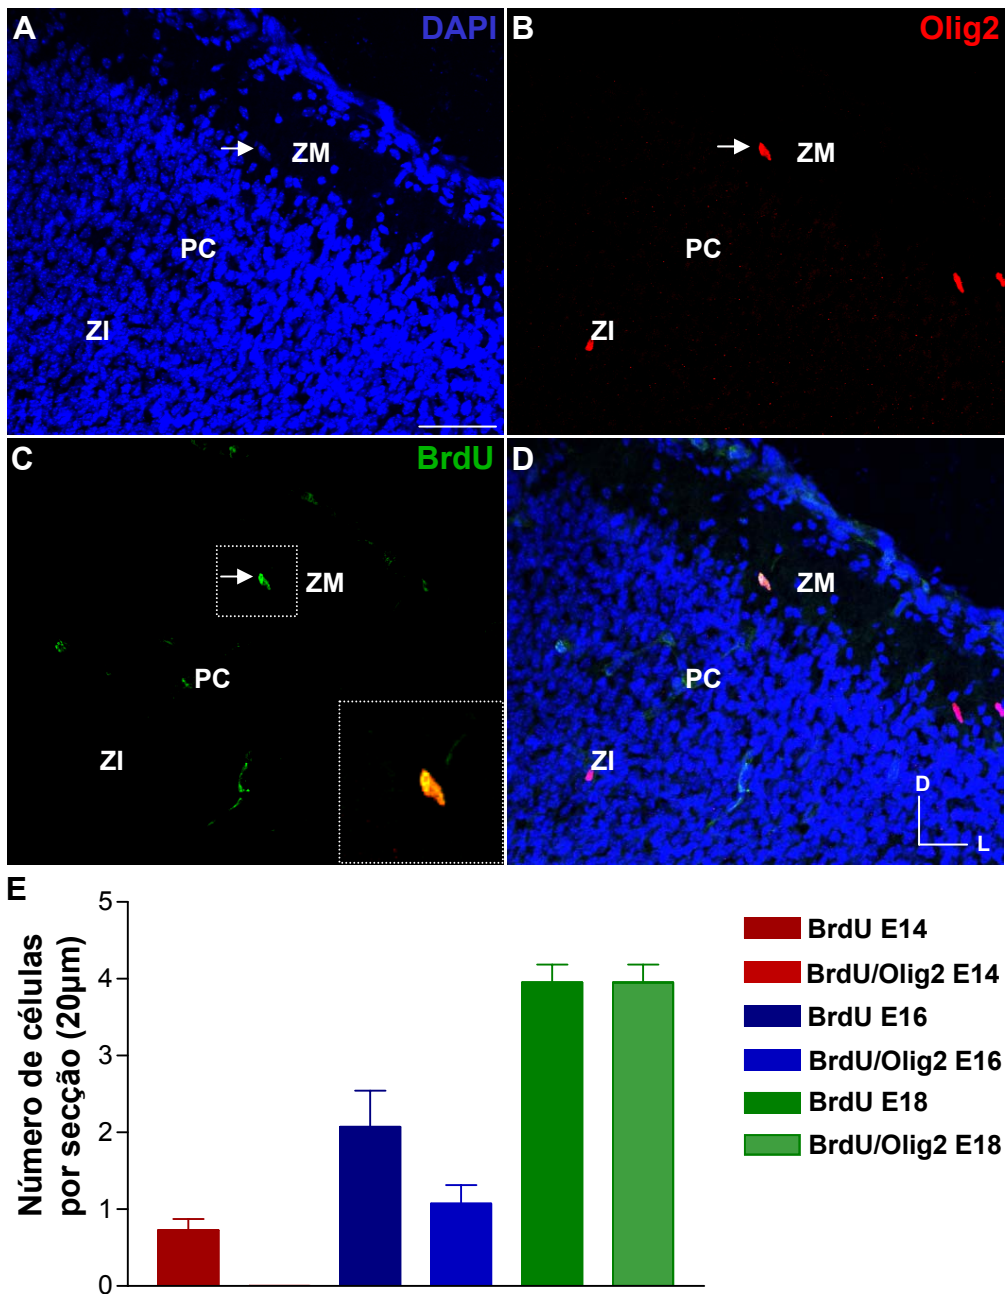 A
DAPI
ZM
PC
ZI
B
Olig2
ZM
PC
ZI
C
BrdU
ZM
PC
ZI
D
ZM
PC
ZI
D
L
E
Número de células
por secção (20µm)
5
4
3
2
1
0
BrdU E14
BrdU/Olig2 E14
BrdU E16
BrdU/Olig2 E16
BrdU E18
BrdU/Olig2 E18